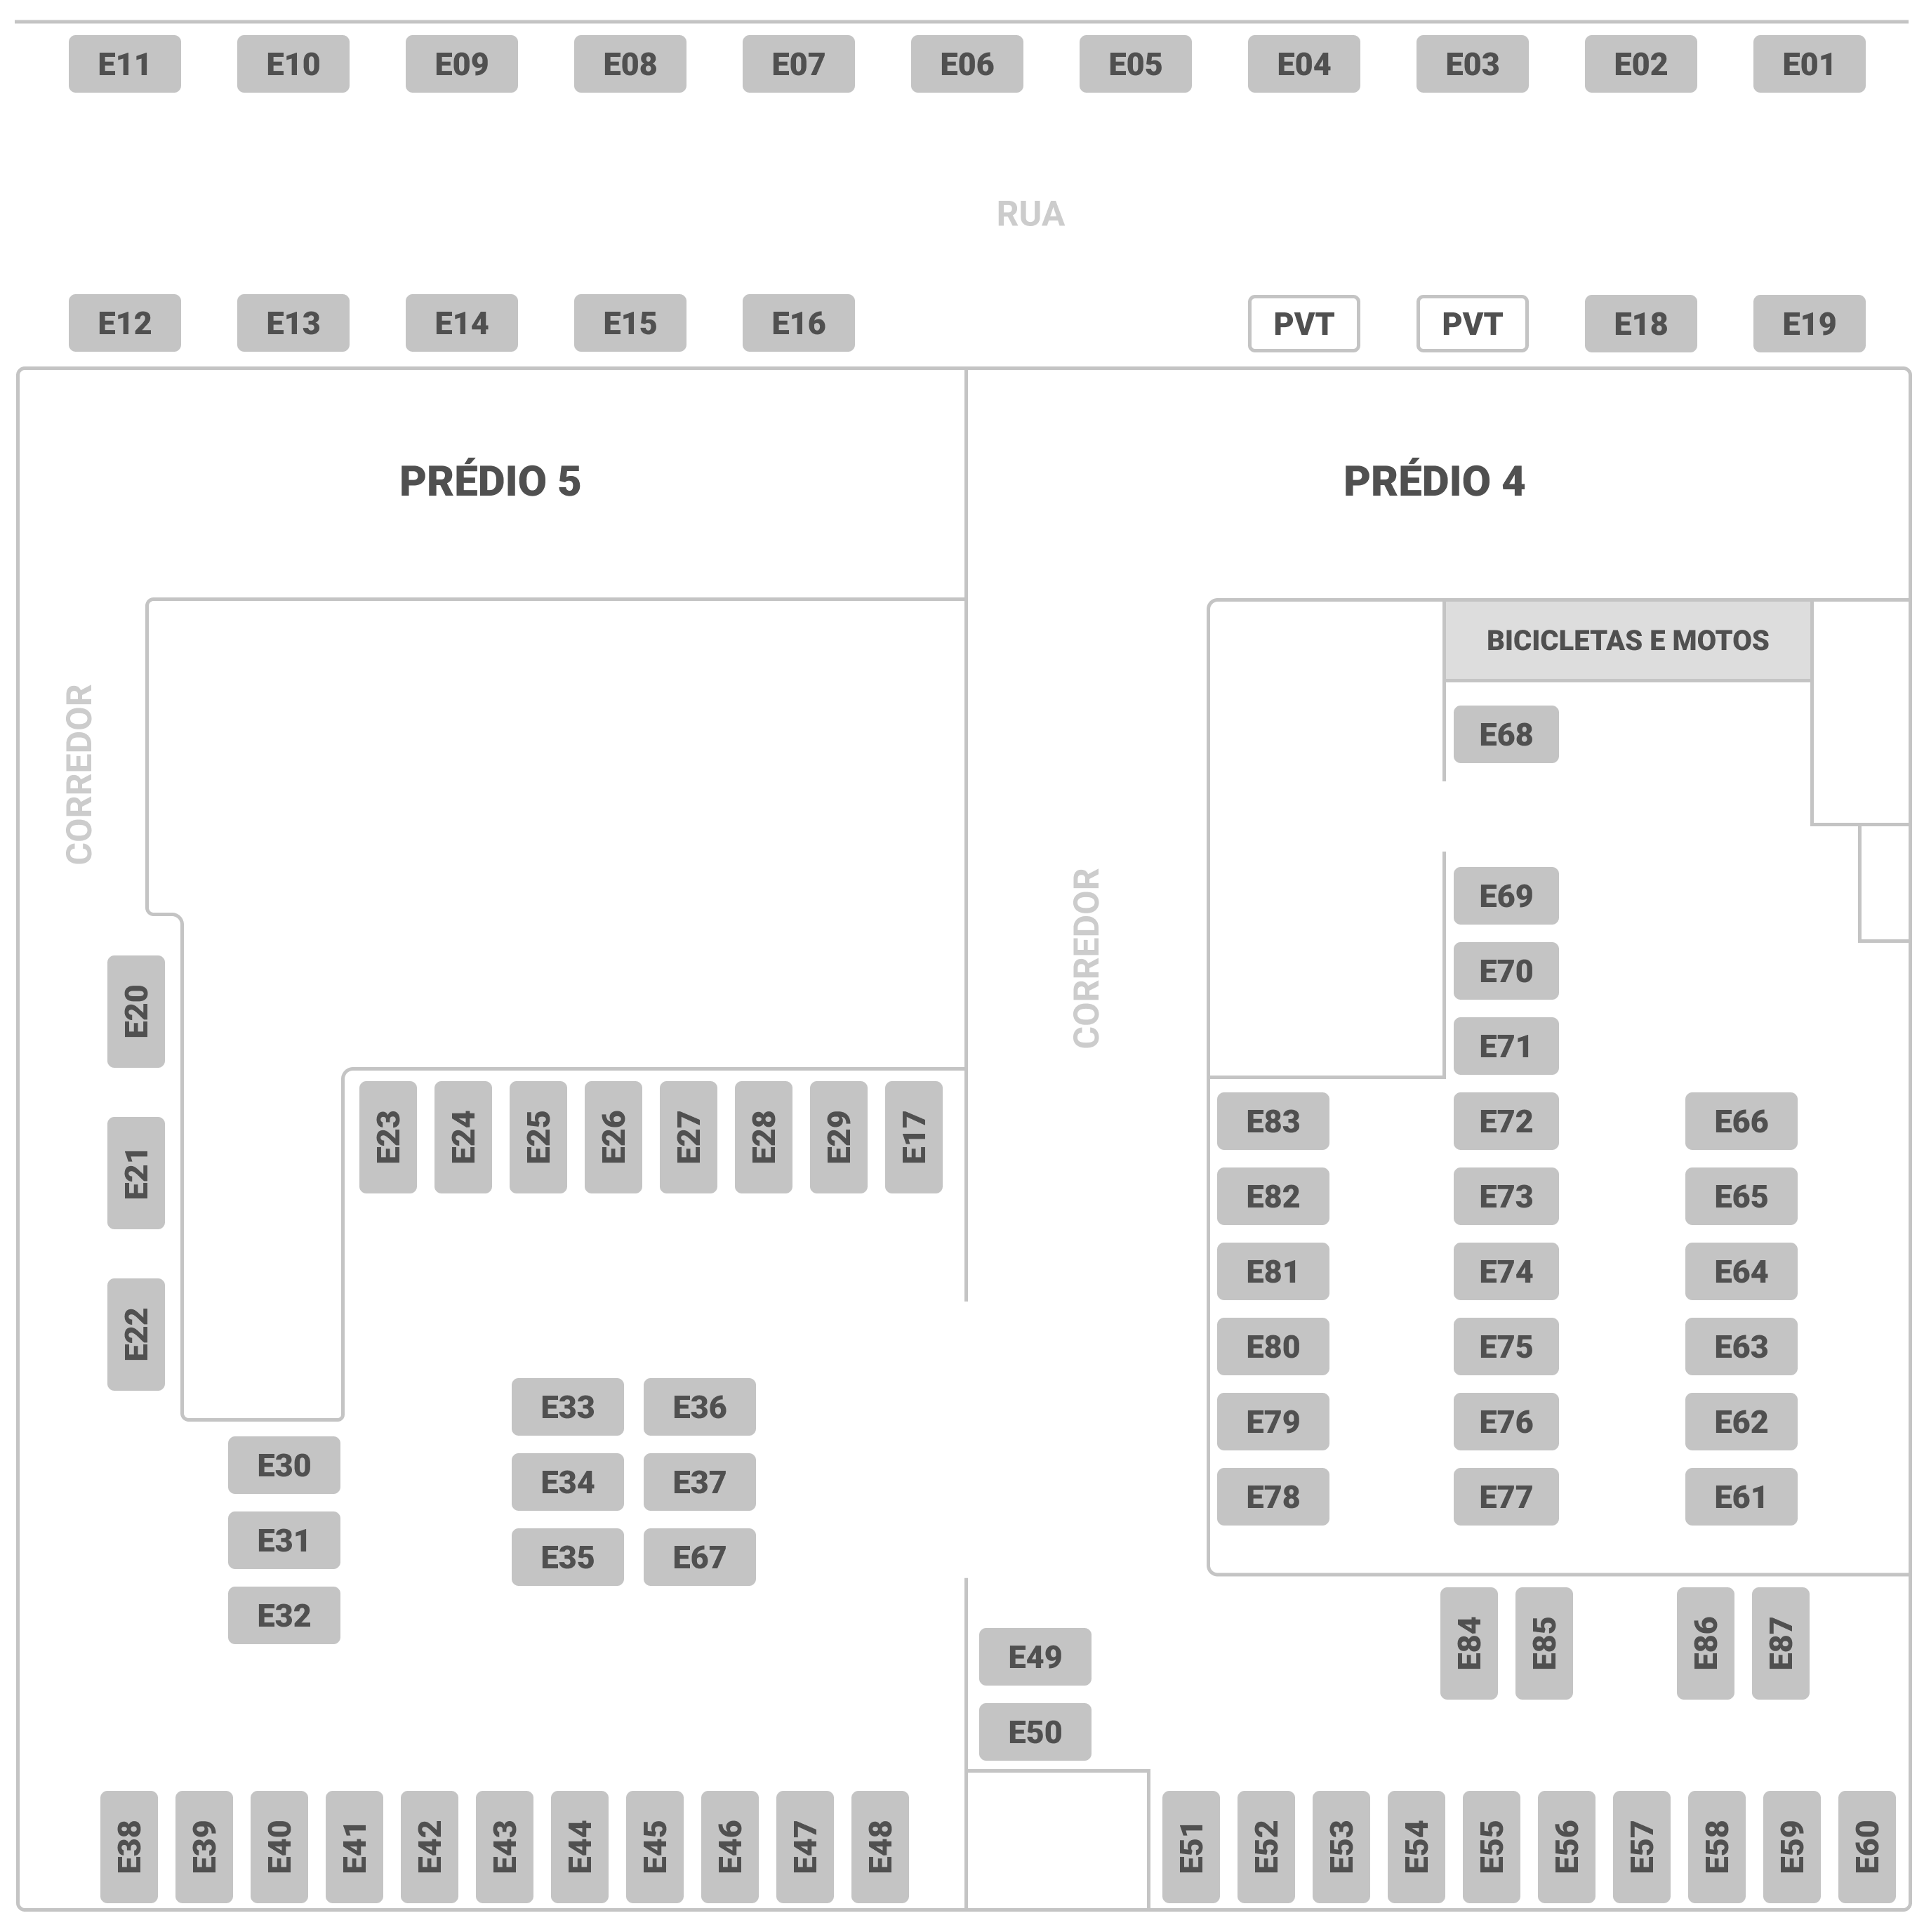 E11 E10 E09 E08 E07 E06 E05 E04 E03 E02 E01
RUA
E12 E13 E14 E15 E16 PVT PVT E18 E19
PRÉDIO 5
PRÉDIO 4
CORREDOR
E20
E21
E22
E23 E24 E25 E26 E27 E28 E29 E17
E33 E36
E34 E37
E35 E67
E30
E31
E32
E38 E39 E40 E41 E42 E43 E44 E45 E46 E47 E48
CORREDOR
BICICLETAS E MOTOS
E68
E69
E70
E71
E83 E72 E66
E82 E73 E65
E81 E74 E64
E80 E75 E63
E79 E76 E62
E78 E77 E61
E84 E85 E86 E87
E49
E50
E51 E52 E53 E54 E55 E56 E57 E58 E59 E60